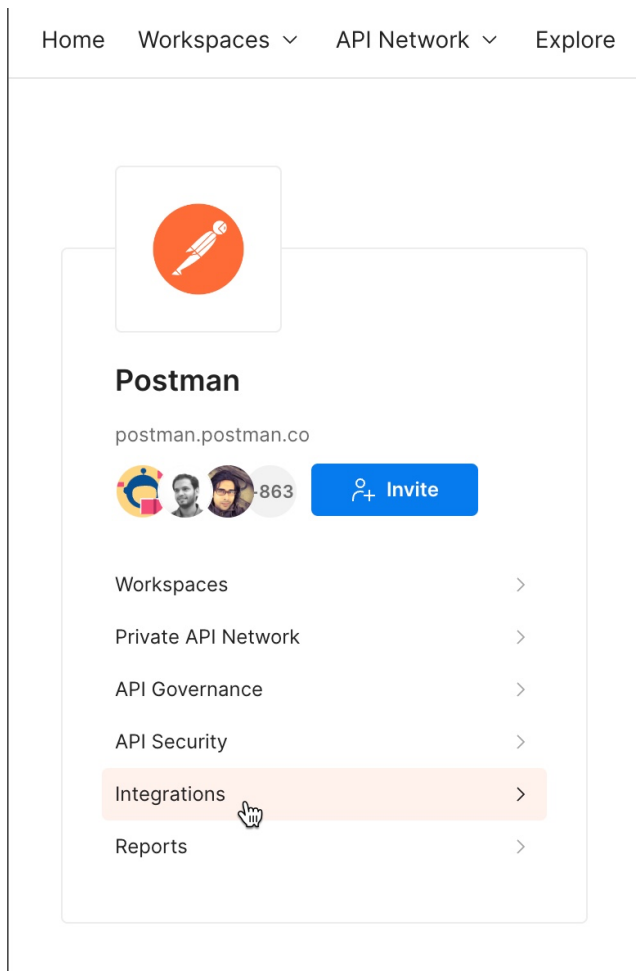 Home Workspaces API Network Explore
Postman
postman.postman.co
863 Invite
Workspaces
Private API Network
API Governance
API Security
Integrations
Reports